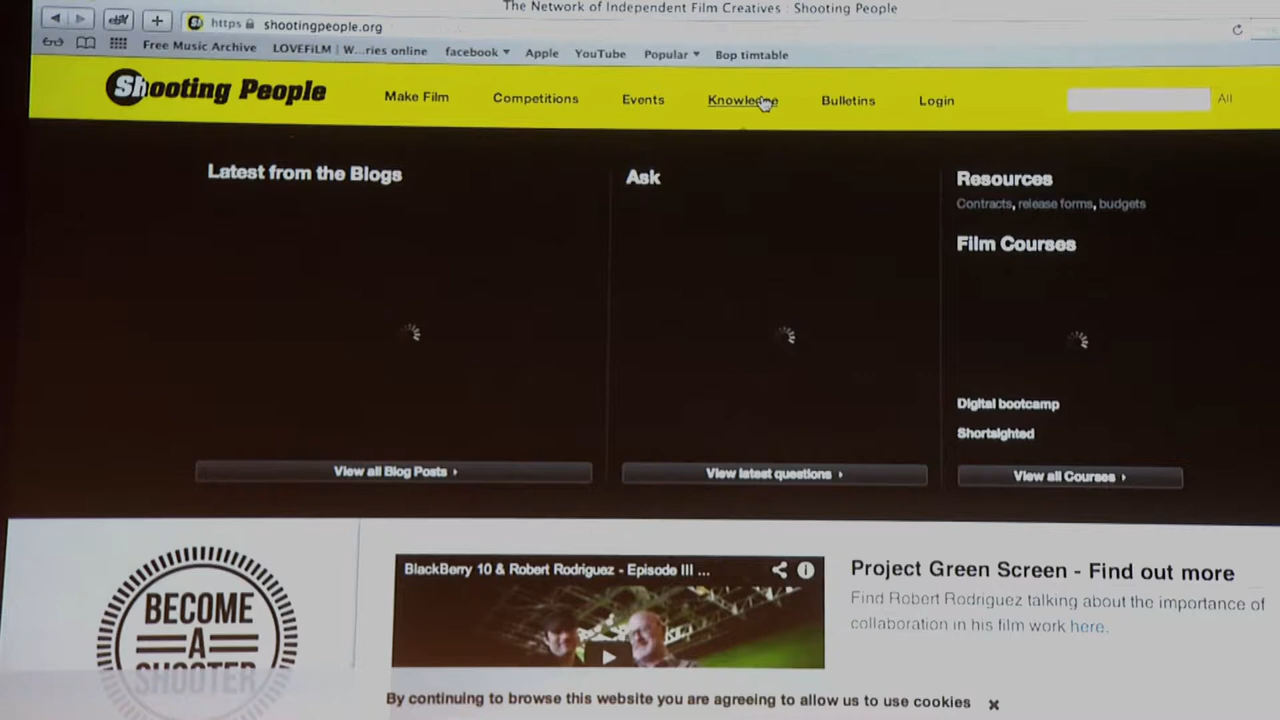 The Network of Independent Film Creatives : Shooting People
eBay + https shootingpeople.org
Free Music Archive LOVEFiLM | W...ries online facebook Apple YouTube Popular Bop timtable
Shooting People Make Film Competitions Events Knowledge Bulletins Login All
Latest from the Blogs
Ask
Resources
Contracts, release forms, budgets
Film Courses
Digital bootcamp
Shortsighted
View all Blog Posts
View latest questions
View all Courses
BECOME
A
SHOOTER
BlackBerry 10 & Robert Rodriguez - Episode III ...
Project Green Screen - Find out more
Find Robert Rodriguez talking about the importance of
collaboration in his film work here.
By continuing to browse this website you are agreeing to allow us to use cookies ×